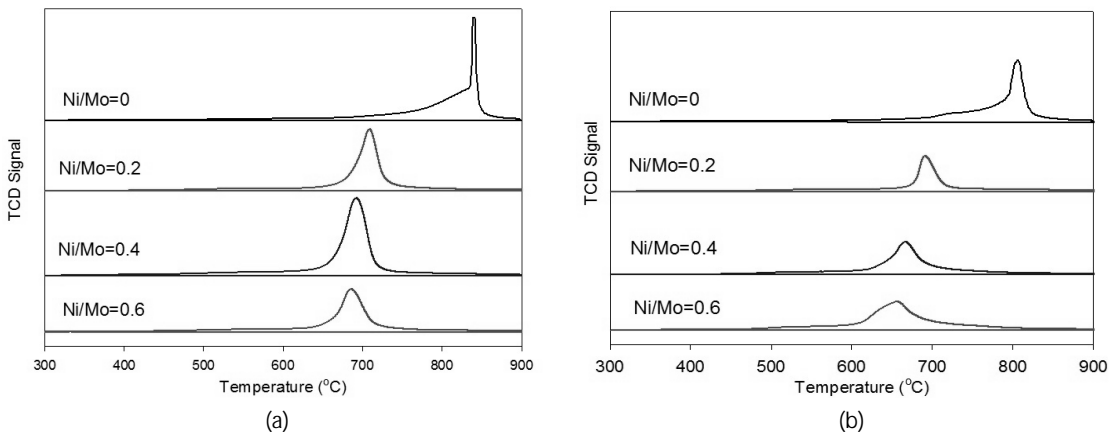 TCD Signal
Ni/Mo=0
Ni/Mo=0.2
Ni/Mo=0.4
Ni/Mo=0.6
300 400 500 600 700 800 900
Temperature (°C)
(a)
TCD Signal
Ni/Mo=0
Ni/Mo=0.2
Ni/Mo=0.4
Ni/Mo=0.6
300 400 500 600 700 800 900
Temperature (°C)
(b)